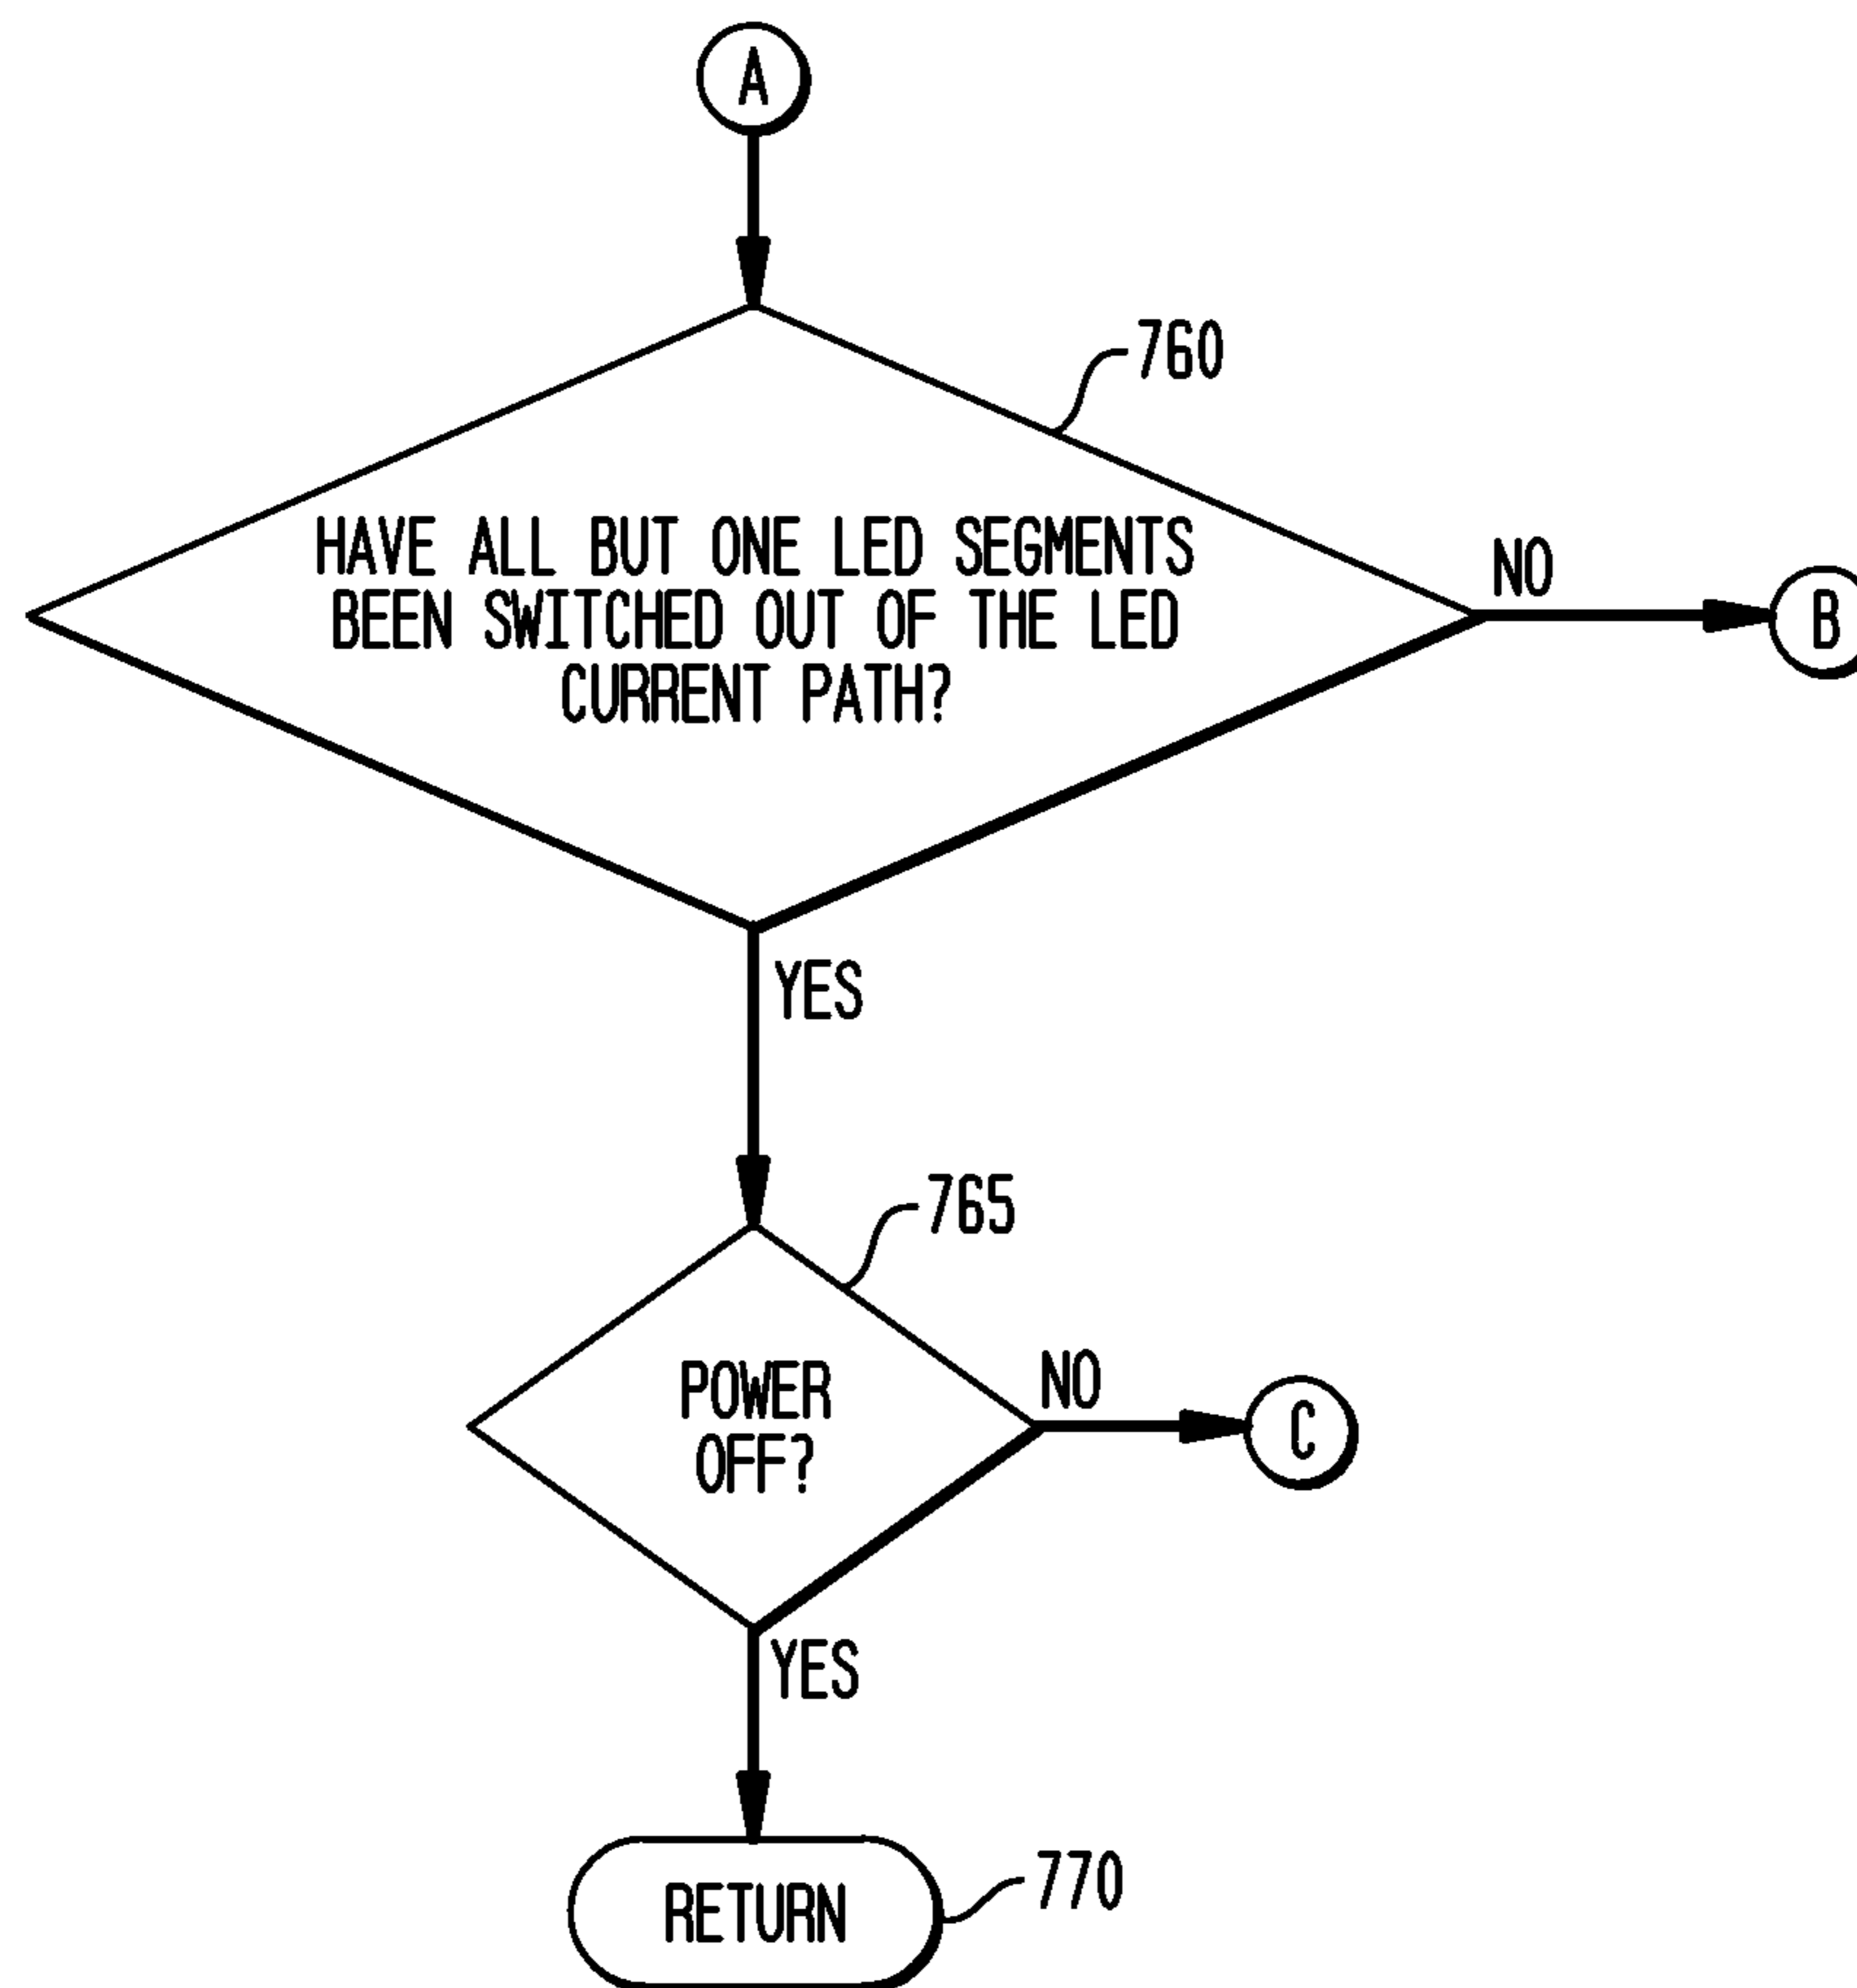 A
760
HAVE ALL BUT ONE LED SEGMENTS
BEEN SWITCHED OUT OF THE LED
CURRENT PATH?
NO
B
YES
765
POWER
OFF?
NO
C
YES
RETURN
770